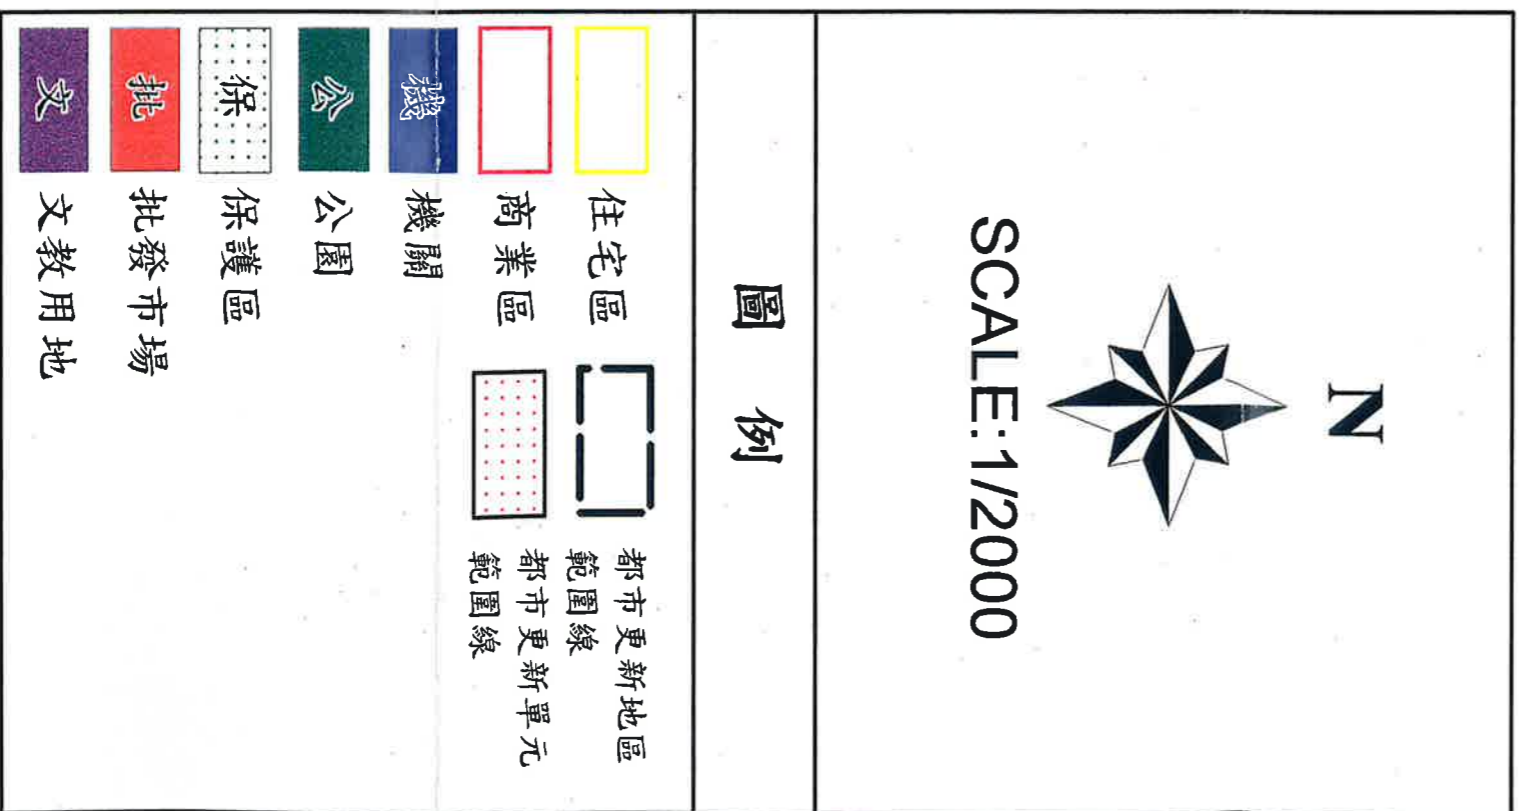 N
SCALE:1/2000
圖例
住宅區
都市更新地區
範圍線
商業區
都市更新單元
範圍線
機 機關
公 公園
保 保護區
批 批發市場
文 文教用地